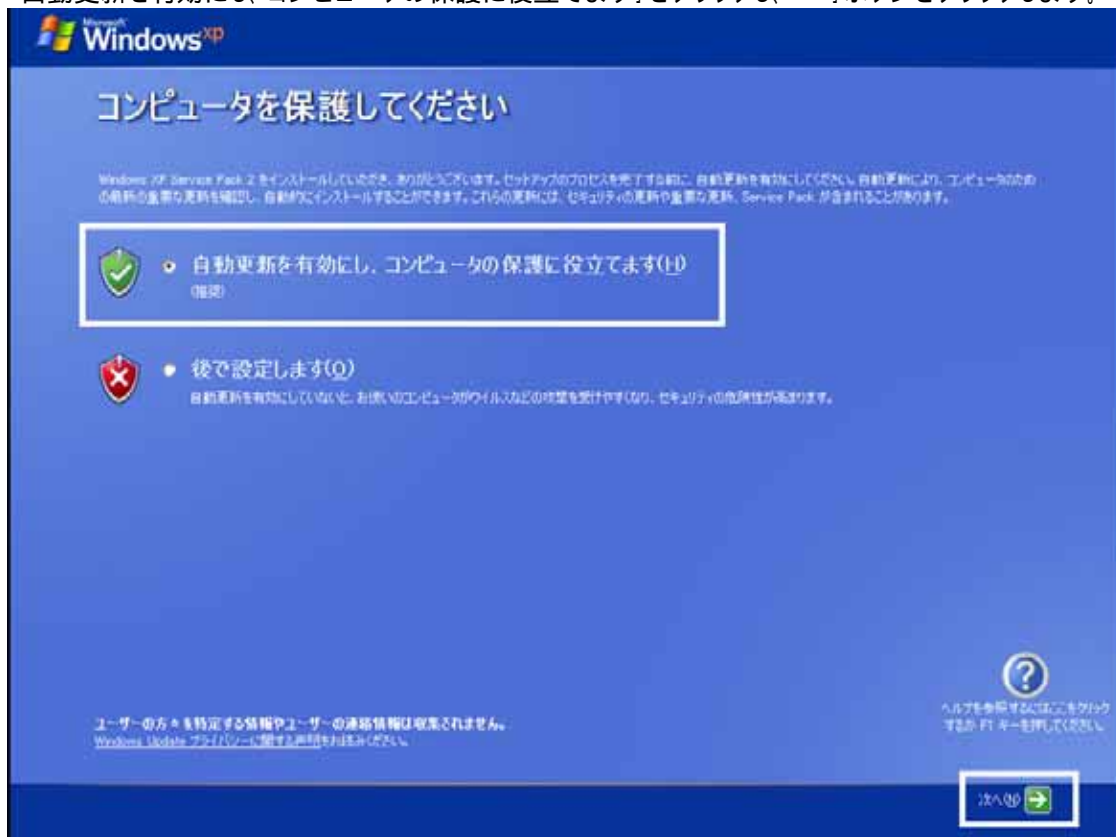 自動更新を有効にし、コンピュータの保護に役立てます」をクリックし、
ボタンをクリックします。
Microsoft
Windows xp
コンピュータを保護してください
Windows XP Service Pack 2 をインストールしていただき、ありがとうございます。セットアップのプロセスを完了する前に、自動更新を有効にしてください。自動更新により、コンピュータのための
の最新の重要な更新を確認し、自動的にインストールすることができます。これらの更新には、セキュリティの更新や重要な更新、Service Pack が含まれることがあります。
自動更新を有効にし、コンピュータの保護に役立てます(H)
(推奨)
後で設定します(O)
自動更新を有効にしていないと、お使いのコンピュータがウイルスなどの攻撃を受けやすくなり、セキュリティの危険性が高まります。
ユーザーの方々を特定する情報やユーザーの連絡情報は収集されません。
Windows Update プライバシーに関する声明をお読みください。
ヘルプを参照するにはここをクリック
するか F1 キーを押してください。
次へ(N)